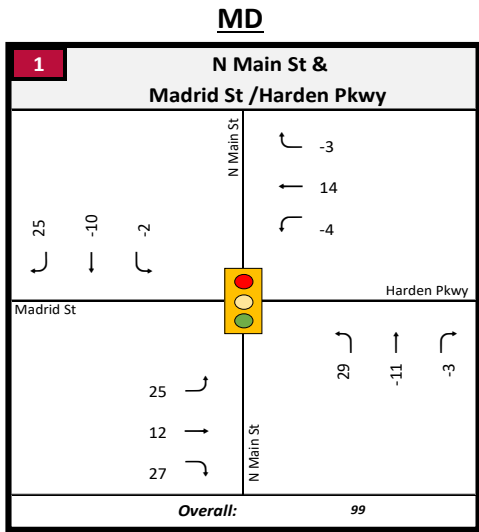 MD
1
N Main St &
Madrid St /Harden Pkwy
N Main St
-3
14
-4
25
-10
-2
Harden Pkwy
Madrid St
29
-11
-3
25
12
27
N Main St
Overall: 99